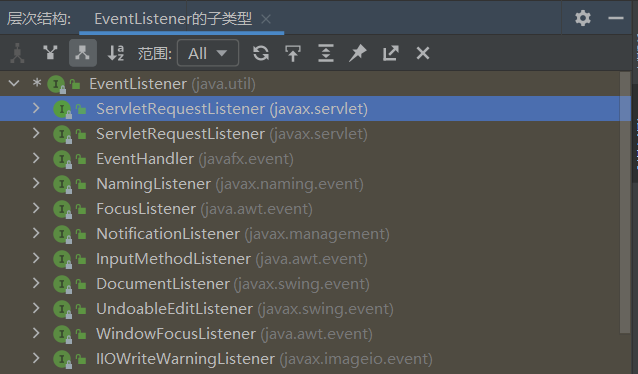 层次结构: EventListener的子类型
范围: All
* EventListener (java.util)
ServletRequestListener (javax.servlet)
ServletRequestListener (javax.servlet)
EventHandler (javafx.event)
NamingListener (javax.naming.event)
FocusListener (java.awt.event)
NotificationListener (javax.management)
InputMethodListener (java.awt.event)
DocumentListener (javax.swing.event)
UndoableEditListener (javax.swing.event)
WindowFocusListener (java.awt.event)
IIOWriteWarningListener (javax.imageio.event)